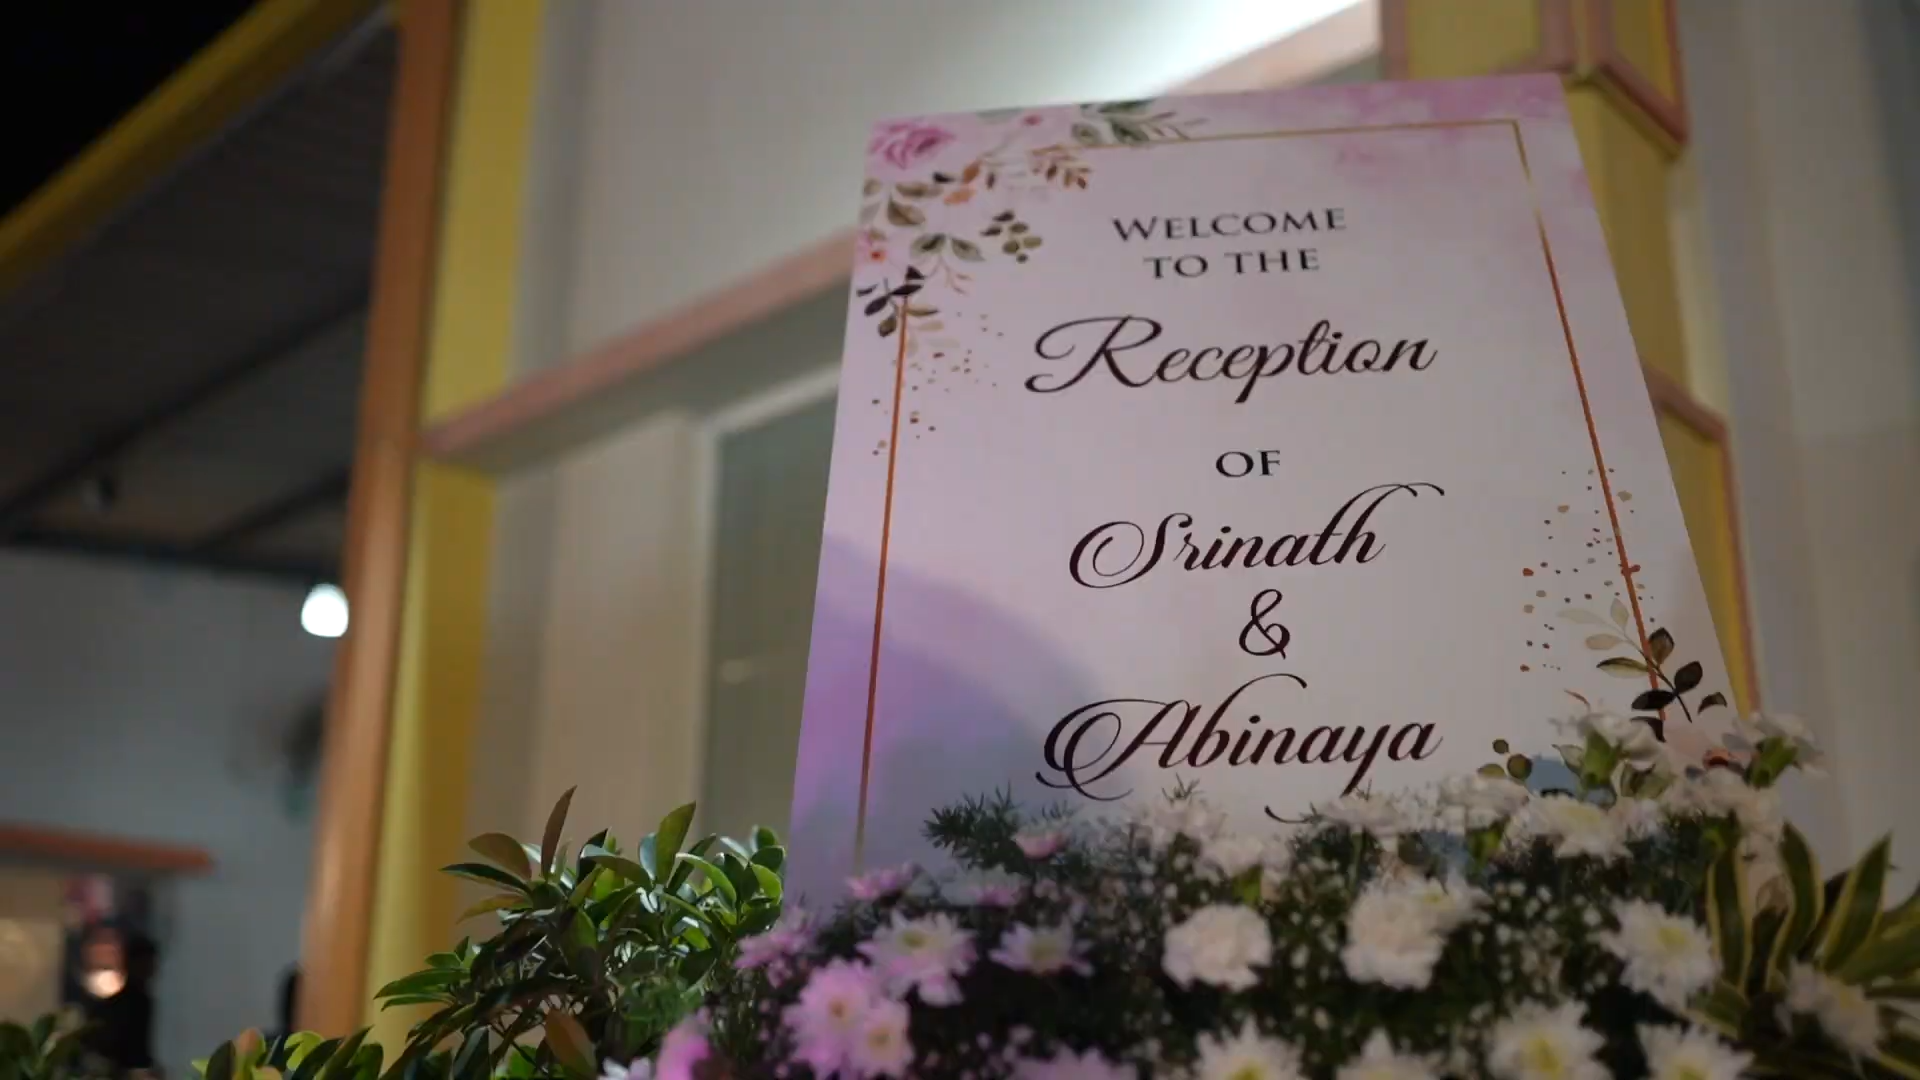 WELCOME
TO THE
Reception
OF
Srinath
&
Abinaya